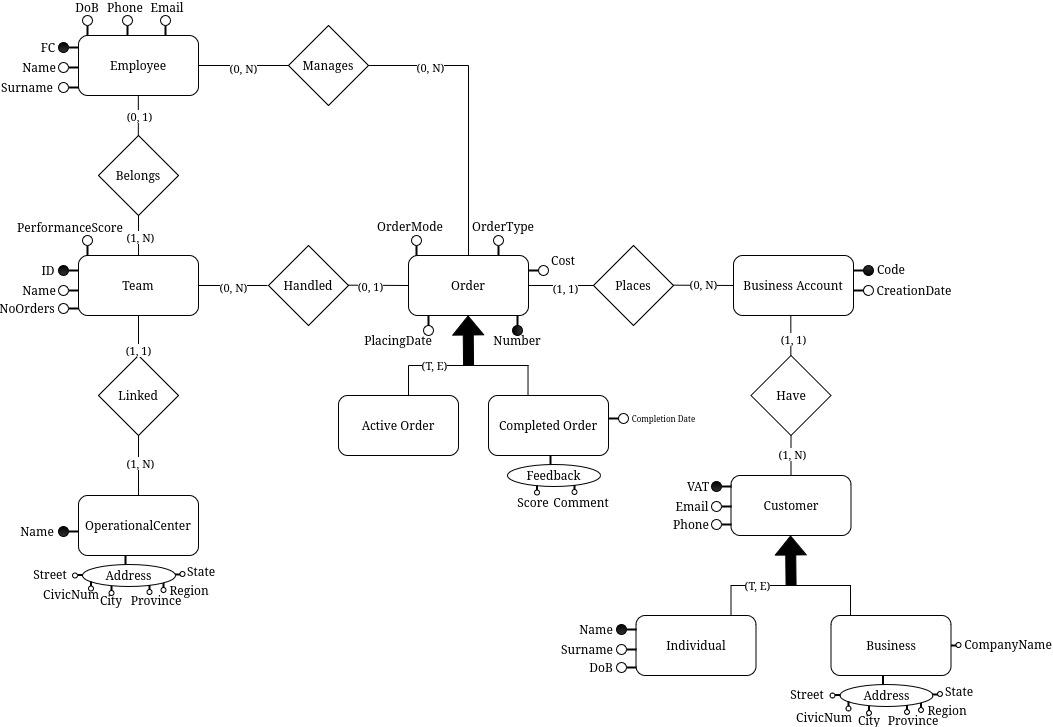 DoB Phone Email
FC
Employee
Name
Surname
(0, N)
Manages
(0, N)
(0, 1)
Belongs
(1, N)
PerformanceScore
OrderMode OrderType
ID
Team
Name
NoOrders
(0, N)
Handled
(0, 1)
Order
Cost
(1, 1)
Places
(0, N)
Business Account
Code
CreationDate
PlacingDate
Number
(1, 1)
(T, E)
(1, 1)
Linked
Active Order
Completed Order
Completion Date
Have
(1, N)
Feedback
Score Comment
(1, N)
VAT
Email
Phone
Customer
Name
OperationalCenter
Street
Address
State
CivicNum
City
Province
Region
(T, E)
Name
Surname
DoB
Individual
Business
CompanyName
Street
Address
State
CivicNum
City
Province
Region